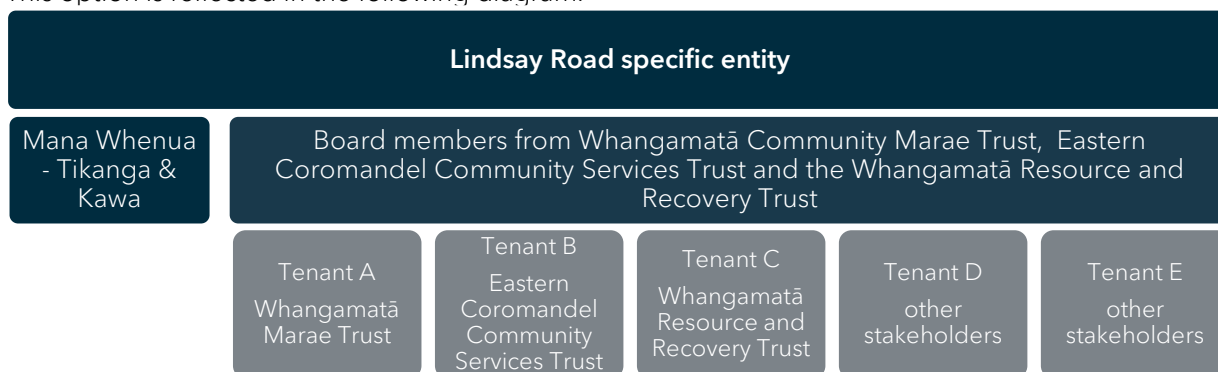 This option is reflected in the following diagram:
Lindsay Road specific entity
Mana Whenua
- Tikanga &
Kawa
Board members from Whangamatā Community Marae Trust, Eastern
Coromandel Community Services Trust and the Whangamatā Resource and
Recovery Trust
Tenant A
Whangamatā
Marae Trust
Tenant B
Eastern
Coromandel
Community
Services Trust
Tenant C
Whangamatā
Resource and
Recovery Trust
Tenant D
other
stakeholders
Tenant E
other
stakeholders